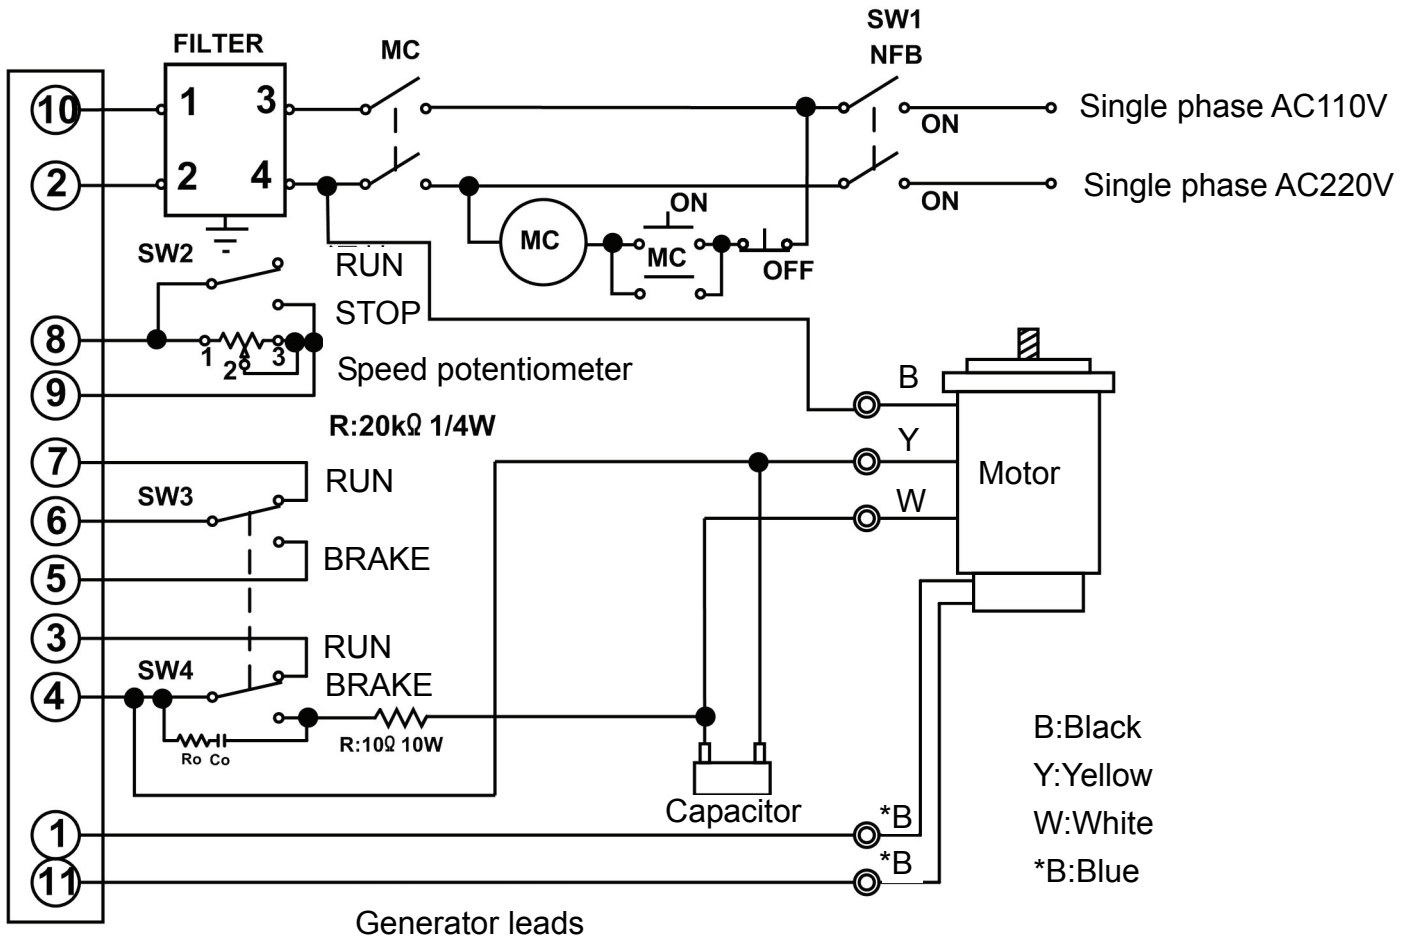 SW1
FILTER
MC
NFB
10
1
3
ON
Single phase AC110V
2
2
4
ON
Single phase AC220V
ON
MC
MC
OFF
SW2
RUN
STOP
8
1
2
3
Speed potentiometer
9
B
R:20kΩ 1/4W
Y
7
RUN
Motor
SW3
W
6
BRAKE
5
3
RUN
SW4
BRAKE
4
R:10Ω 10W
Ro Co
B:Black
Y:Yellow
Capacitor
W:White
*B
1
*B
*B:Blue
11
Generator leads